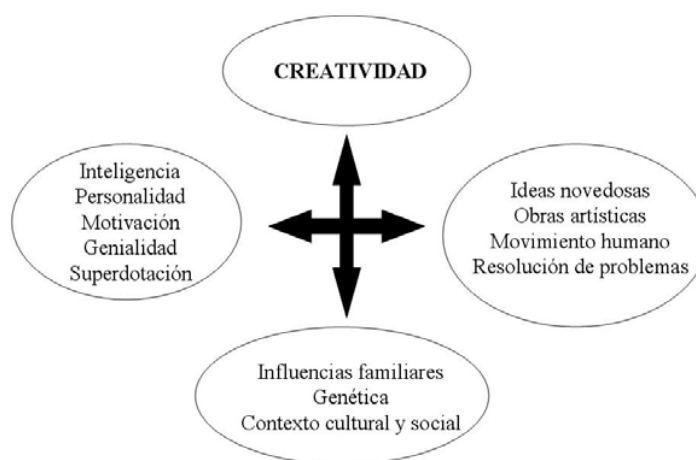 CREATIVIDAD
Inteligencia
Personalidad
Motivación
Genialidad
Superdotación
Ideas novedosas
Obras artísticas
Movimiento humano
Resolución de problemas
Influencias familiares
Genética
Contexto cultural y social